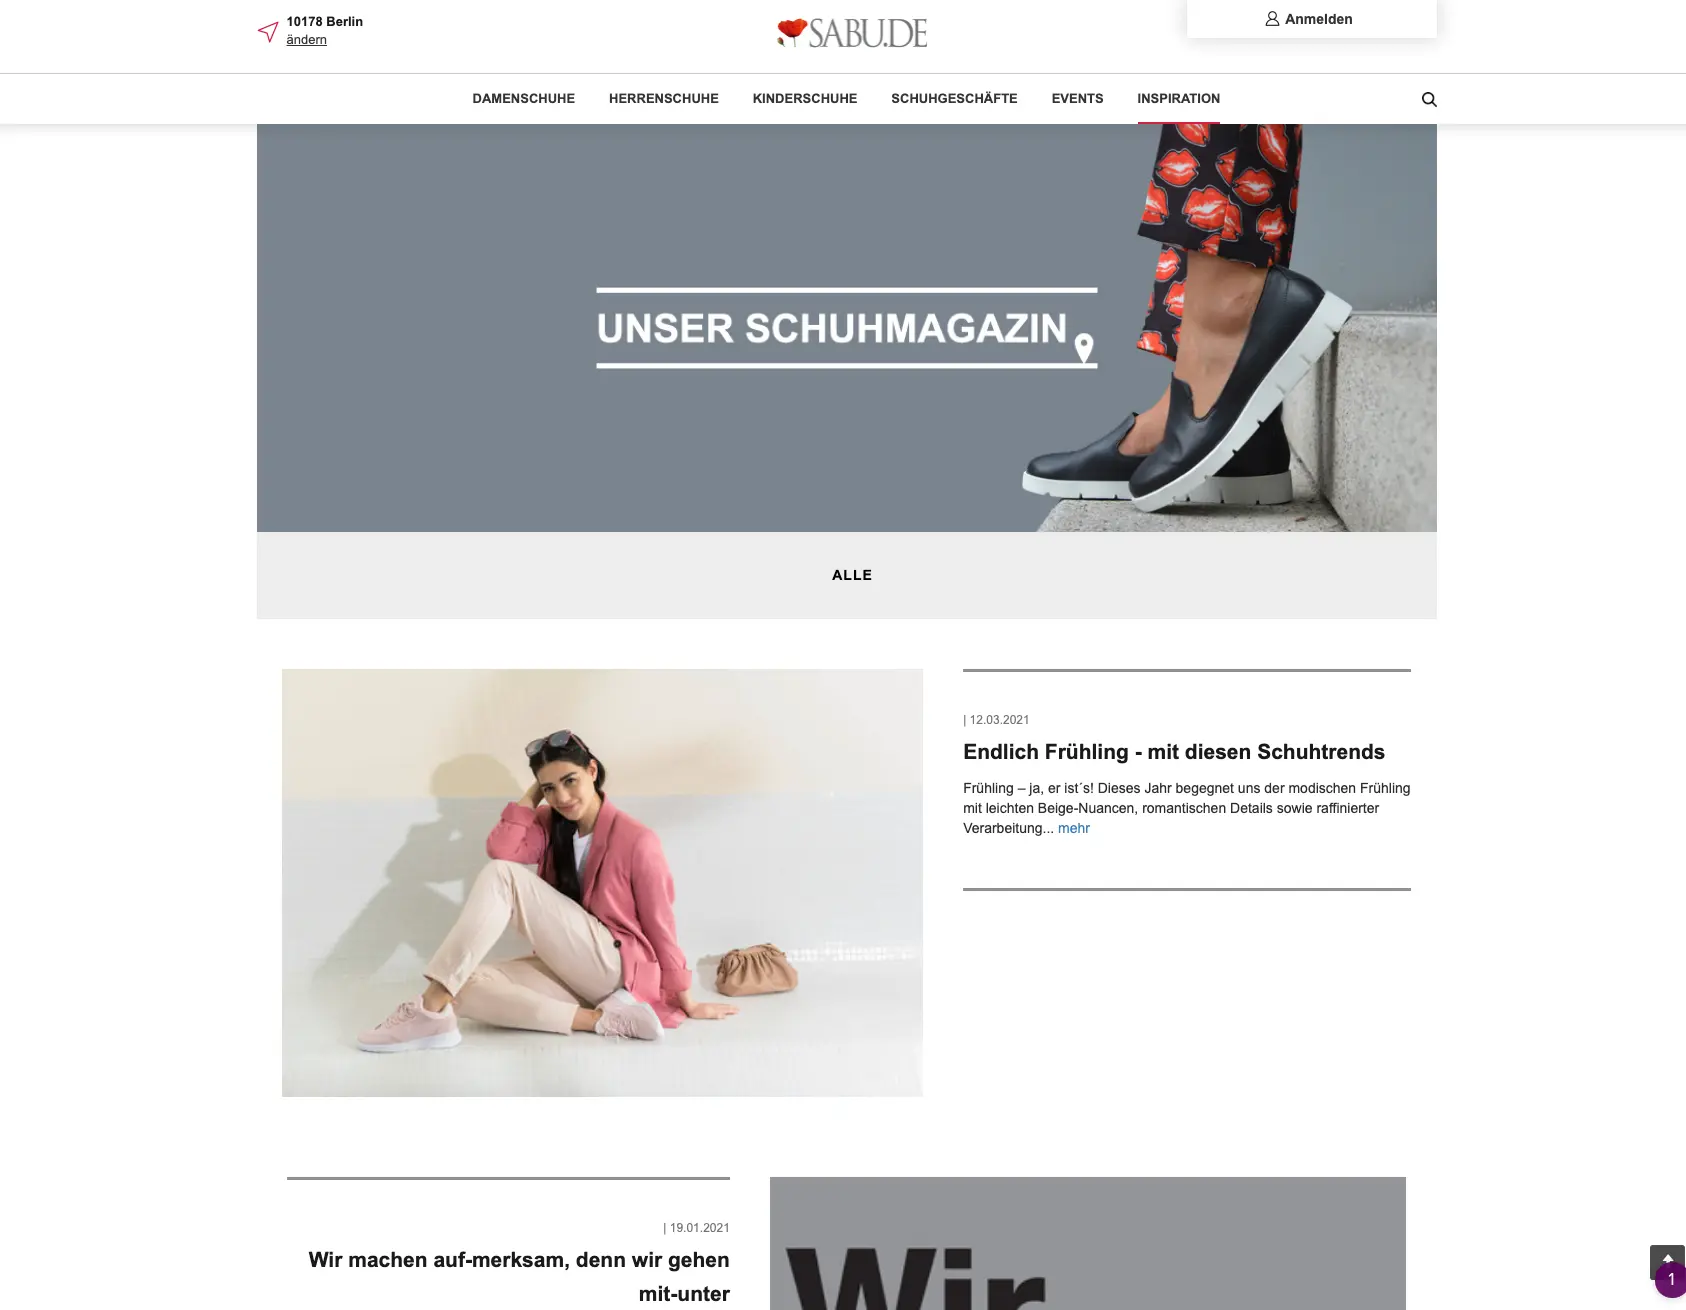 10178 Berlin
ändern
SABU.DE
Anmelden
DAMENSCHUHE HERRENSCHUHE KINDERSCHUHE SCHUHGESCHÄFTE EVENTS INSPIRATION
UNSER SCHUHMAGAZIN
ALLE
| 12.03.2021
Endlich Frühling - mit diesen Schuhtrends
Frühling – ja, er ist´s! Dieses Jahr begegnet uns der modischen Frühling
mit leichten Beige-Nuancen, romantischen Details sowie raffinierter
Verarbeitung... mehr
| 19.01.2021
Wir machen auf-merksam, denn wir gehen
mit-unter
Wir
1